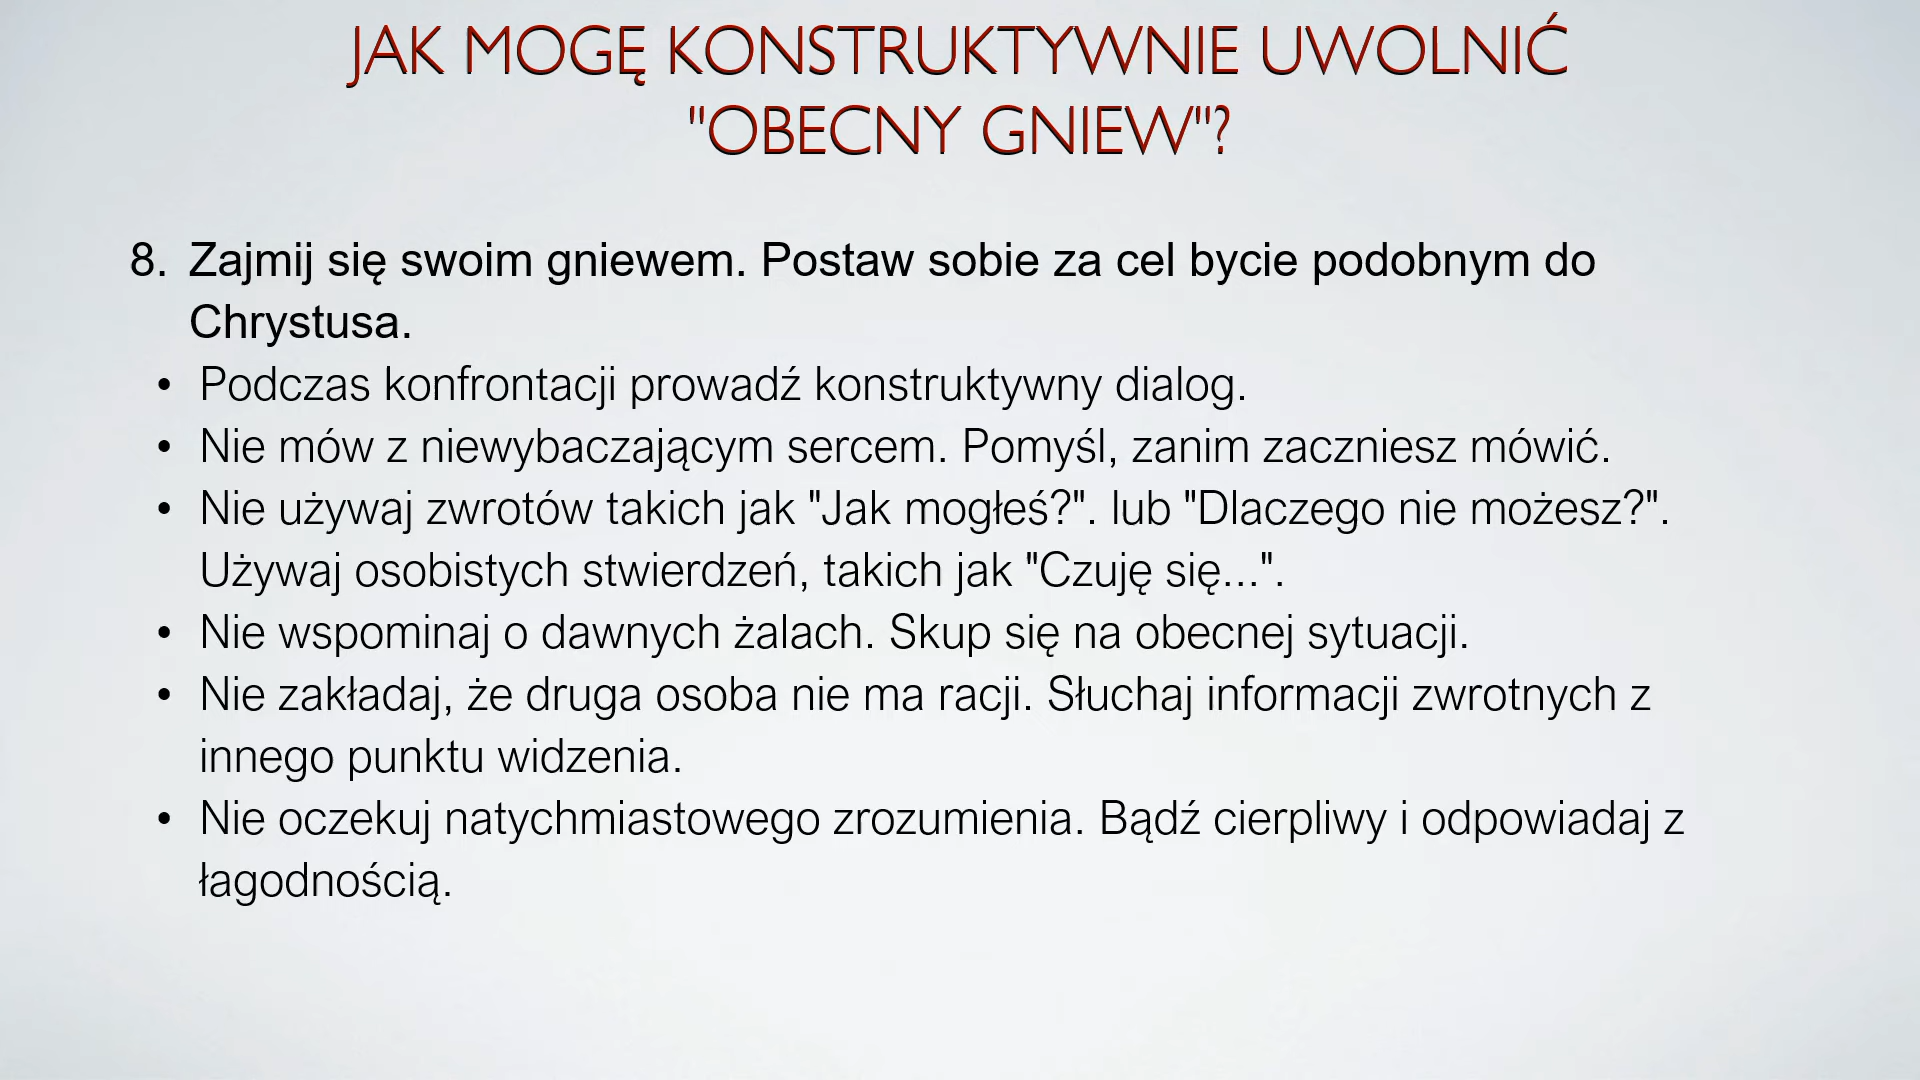 JAK MOGĘ KONSTRUKTYWNIE UWOLNIĆ
"OBECNY GNIEW"?
8. Zajmij się swoim gniewem. Postaw sobie za cel bycie podobnym do
Chrystusa.
• Podczas konfrontacji prowadź konstruktywny dialog.
• Nie mów z niewybaczającym sercem. Pomyśl, zanim zaczniesz mówić.
• Nie używaj zwrotów takich jak "Jak mogłeś?". lub "Dlaczego nie możesz?".
Używaj osobistych stwierdzeń, takich jak "Czuję się...".
• Nie wspominaj o dawnych żalach. Skup się na obecnej sytuacji.
• Nie zakładaj, że druga osoba nie ma racji. Słuchaj informacji zwrotnych z
innego punktu widzenia.
• Nie oczekuj natychmiastowego zrozumienia. Bądź cierpliwy i odpowiadaj z
łagodnością.